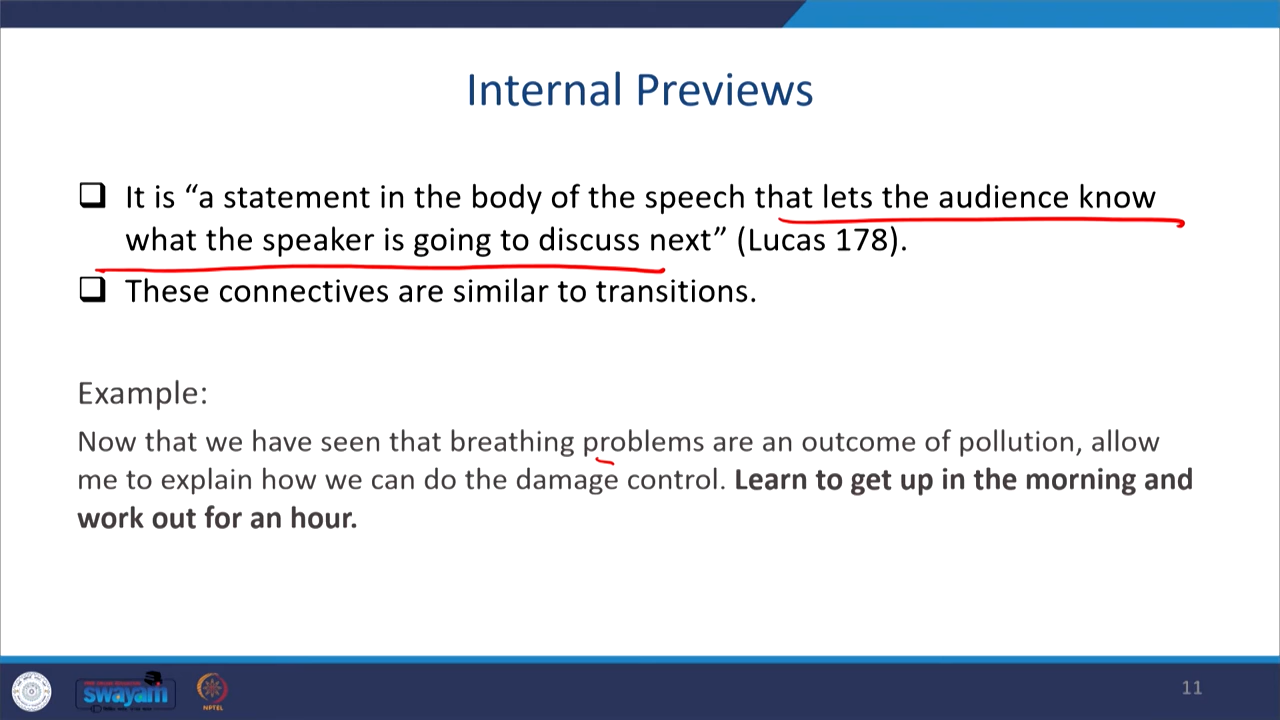 Internal Previews
It is “a statement in the body of the speech that lets the audience know
what the speaker is going to discuss next” (Lucas 178).
These connectives are similar to transitions.
Example:
Now that we have seen that breathing problems are an outcome of pollution, allow
me to explain how we can do the damage control. Learn to get up in the morning and
work out for an hour.
swayam
NPTEL
11